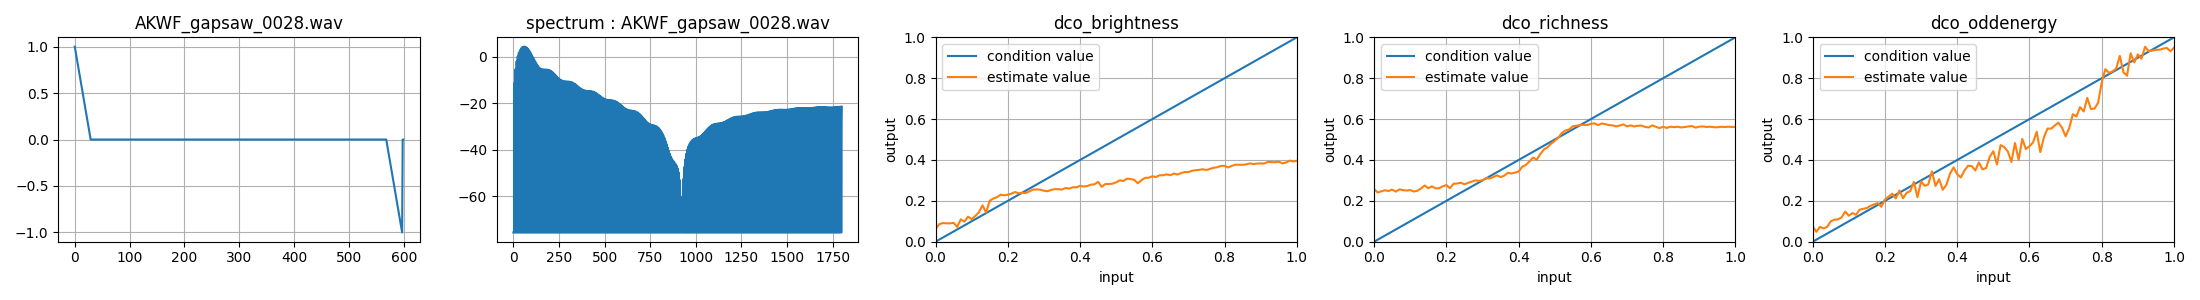 AKWF_gapsaw_0028.wav
1.0
0.5
0.0
−0.5
−1.0
0 100 200 300 400 500 600
spectrum : AKWF_gapsaw_0028.wav
0
−20
−40
−60
0 250 500 750 1000 1250 1500 1750
dco_brightness
condition value
estimate value
output
1.0
0.8
0.6
0.4
0.2
0.0
0.0 0.2 0.4 0.6 0.8 1.0
input
dco_richness
condition value
estimate value
output
1.0
0.8
0.6
0.4
0.2
0.0
0.0 0.2 0.4 0.6 0.8 1.0
input
dco_oddenergy
condition value
estimate value
output
1.0
0.8
0.6
0.4
0.2
0.0
0.0 0.2 0.4 0.6 0.8 1.0
input